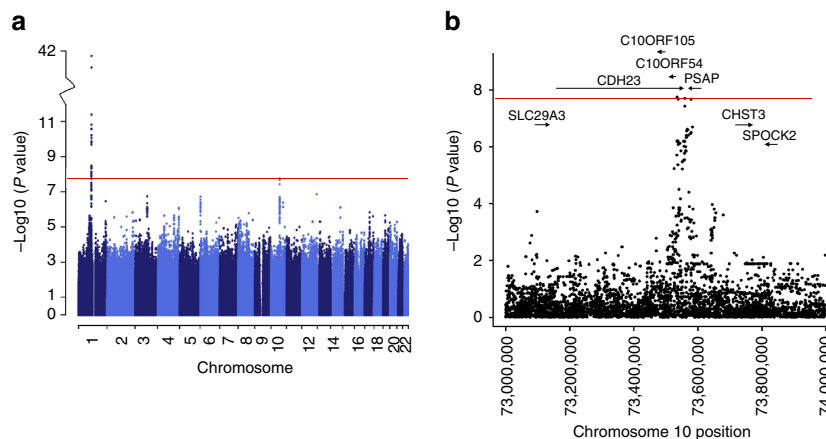 a
42
11
9
7
5
3
1
0
–Log10 (P value)
1
2
3
4
5
6
7
8
9
10
12
14
16
18
20
22
Chromosome
b
C10ORF105
C10ORF54
CDH23
PSAP
SLC29A3
CHST3
SPOCK2
8
6
4
2
0
–Log10 (P value)
73,000,000
73,200,000
73,400,000
73,600,000
73,800,000
74,000,000
Chromosome 10 position